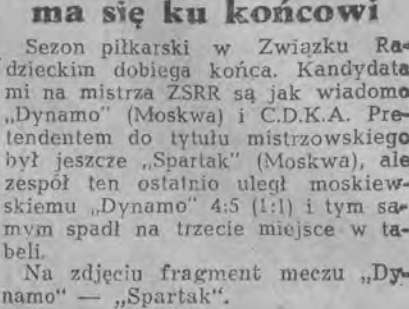 ma się ku końcowi
Sezon piłkarski w Związku Ra-
dzieckim dobiega końca. Kandydata
mi na mistrza ZSRR są jak wiadomo
„Dynamo" (Moskwa) i C.D.K.A. Pre-
tendentem do tytułu mistrzowskiego
był jeszcze „Spartak" (Moskwa), ale
zespół ten ostatnio uległ moskiew-
skiemu „Dynamo" 4:5 (1:1) i tym sa-
mym spadł na trzecie miejsce w ta-
beli.
Na zdjęciu fragment meczu „Dy-
namo" — „Spartak".